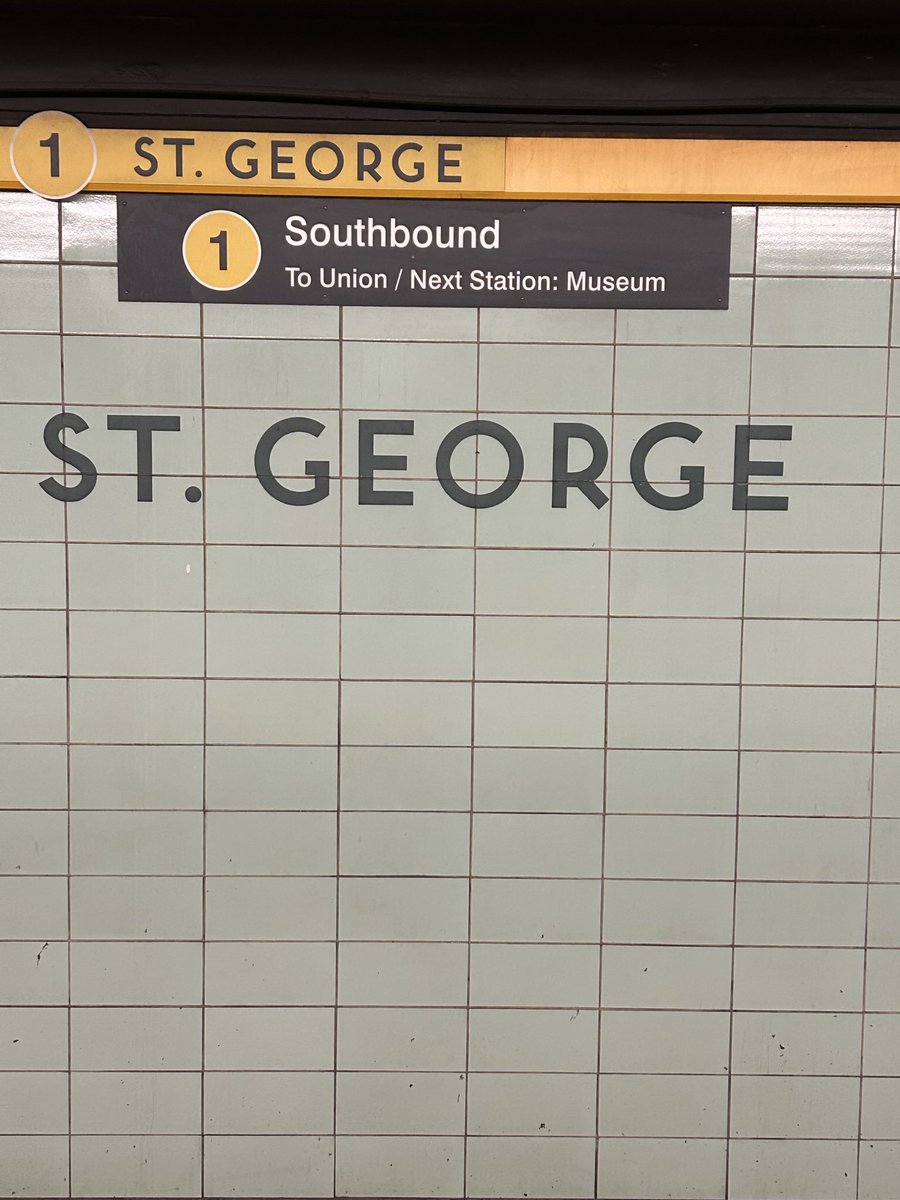 1 ST. GEORGE
1 Southbound
To Union / Next Station: Museum
ST. GEORGE